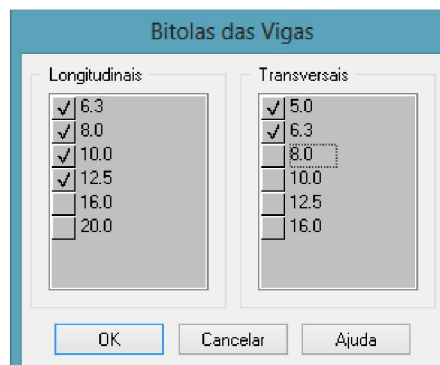 Bitolas das Vigas
Longitudinais
6.3
8.0
10.0
12.5
16.0
20.0
Transversais
5.0
6.3
8.0
10.0
12.5
16.0
OK
Cancelar
Ajuda